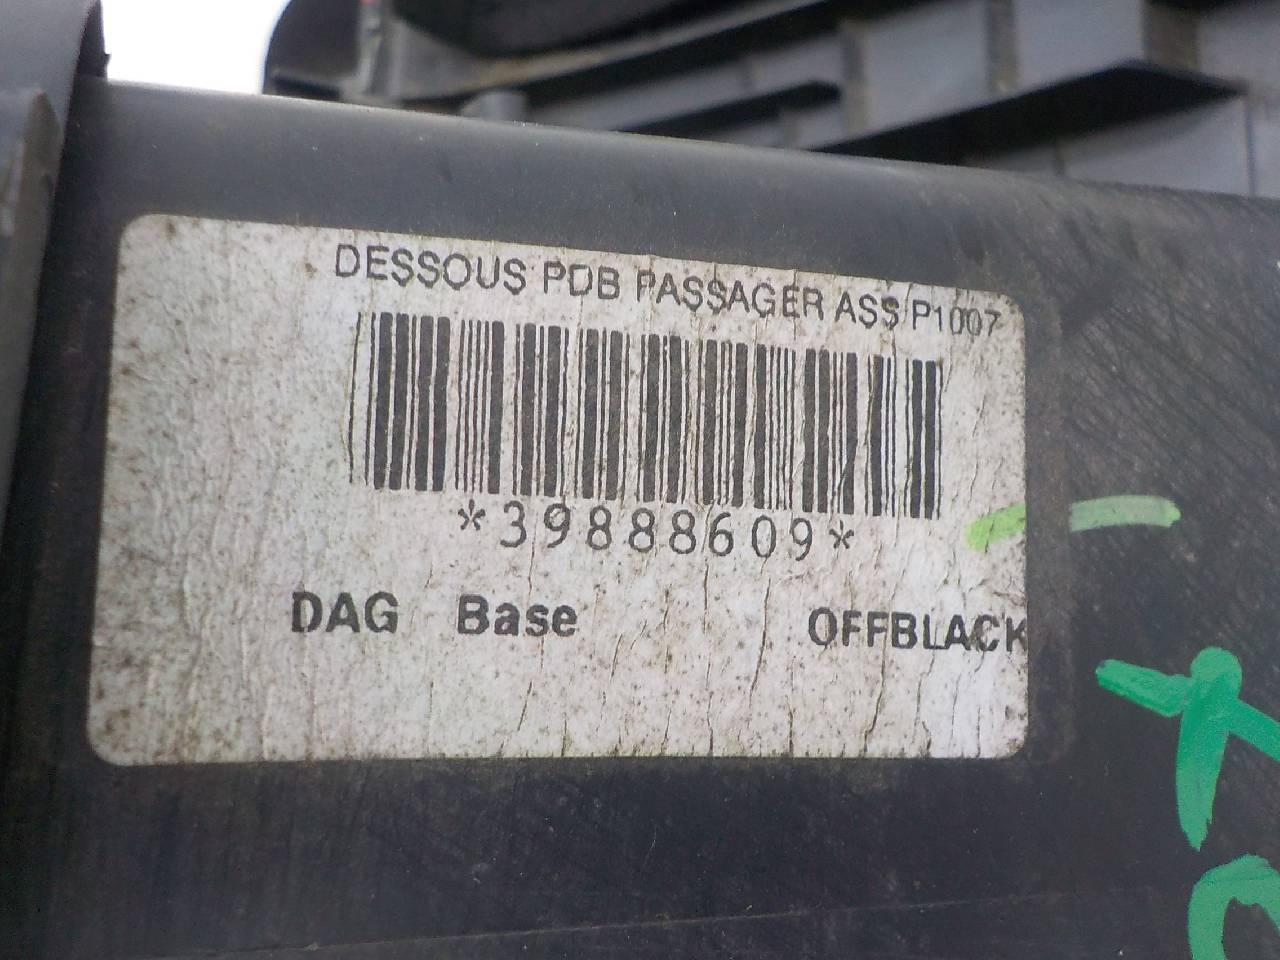 DESSOUS PDB PASSAGER ASS P1007
*39888609*
DAG Base OFFBLACK